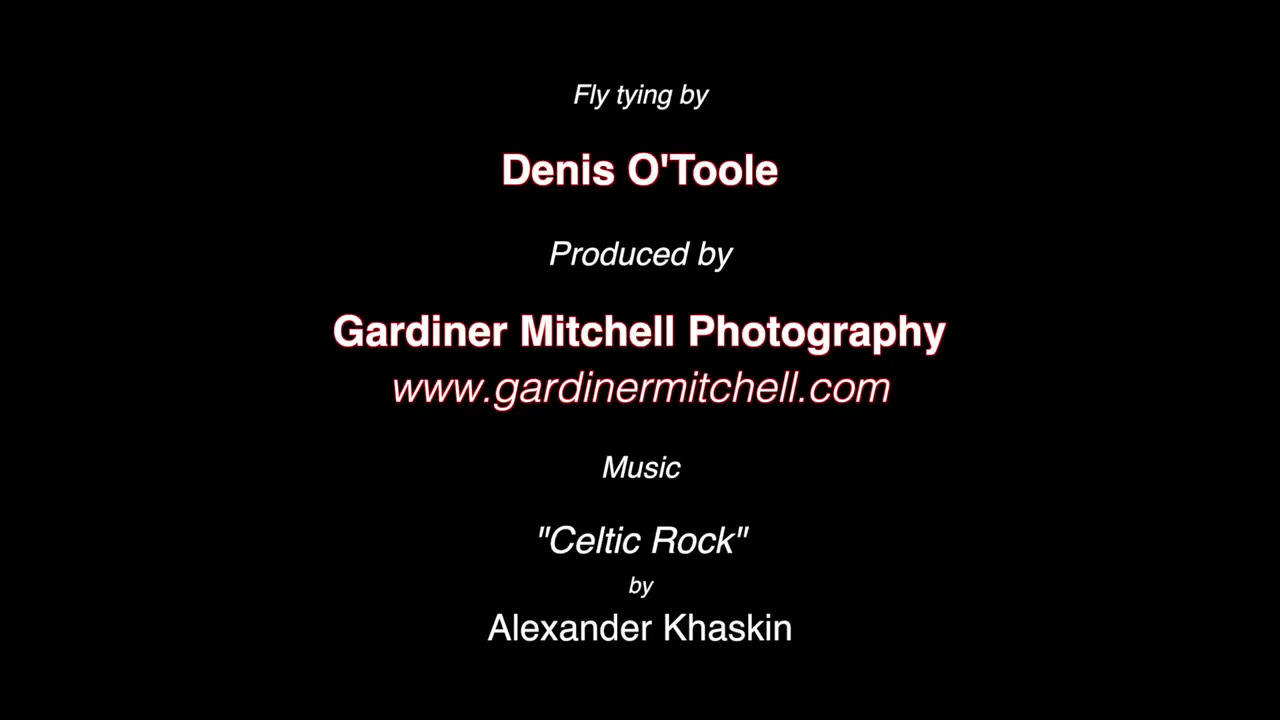 Fly tying by
Denis O'Toole
Produced by
Gardiner Mitchell Photography
www.gardinermitchell.com
Music
"Celtic Rock"
by
Alexander Khaskin